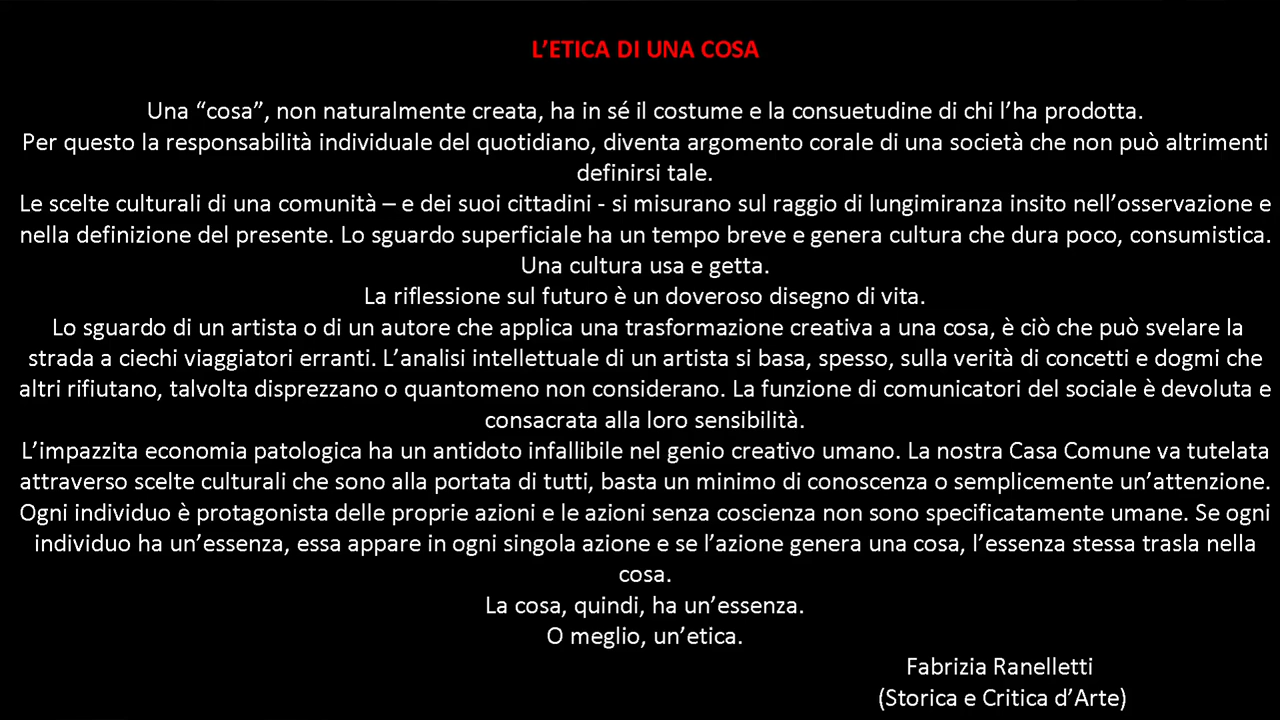 L’ETICA DI UNA COSA
Una “cosa”, non naturalmente creata, ha in sé il costume e la consuetudine di chi l’ha prodotta.
Per questo la responsabilità individuale del quotidiano, diventa argomento corale di una società che non può altrimenti
definirsi tale.
Le scelte culturali di una comunità – e dei suoi cittadini - si misurano sul raggio di lungimiranza insito nell’osservazione e
nella definizione del presente. Lo sguardo superficiale ha un tempo breve e genera cultura che dura poco, consumistica.
Una cultura usa e getta.
La riflessione sul futuro è un doveroso disegno di vita.
Lo sguardo di un artista o di un autore che applica una trasformazione creativa a una cosa, è ciò che può svelare la
strada a ciechi viaggiatori erranti. L’analisi intellettuale di un artista si basa, spesso, sulla verità di concetti e dogmi che
altri rifiutano, talvolta disprezzano o quantomeno non considerano. La funzione di comunicatori del sociale è devoluta e
consacrata alla loro sensibilità.
L’impazzita economia patologica ha un antidoto infallibile nel genio creativo umano. La nostra Casa Comune va tutelata
attraverso scelte culturali che sono alla portata di tutti, basta un minimo di conoscenza o semplicemente un’attenzione.
Ogni individuo è protagonista delle proprie azioni e le azioni senza coscienza non sono specificatamente umane. Se ogni
individuo ha un’essenza, essa appare in ogni singola azione e se l’azione genera una cosa, l’essenza stessa trasla nella
cosa.
La cosa, quindi, ha un’essenza.
O meglio, un’etica.
Fabrizia Ranelletti
(Storica e Critica d’Arte)